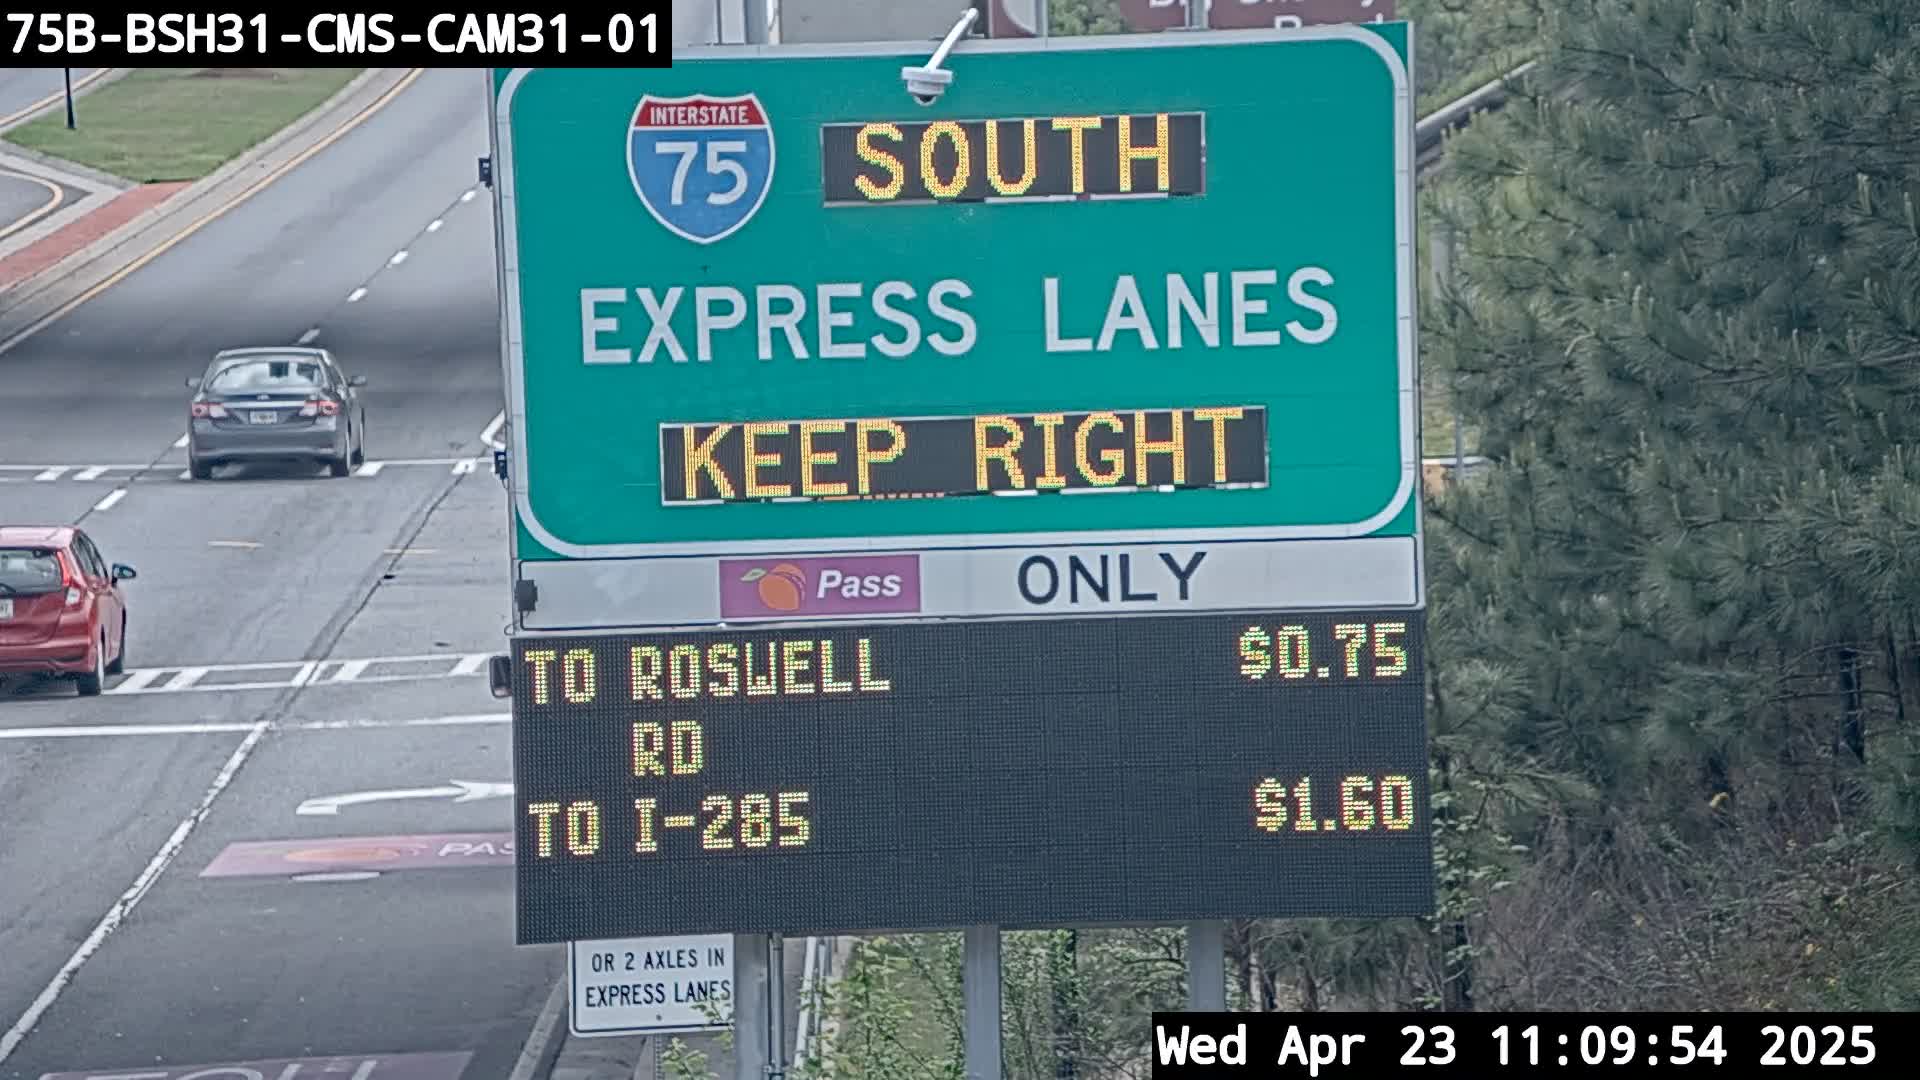 75B-BSH31-CMS-CAM31-01
Road
INTERSTATE
75
SOUTH
EXPRESS LANES
KEEP RIGHT
Pass ONLY
TO ROSWELL $0.75
RD
TO I-285 $1.60
OR 2 AXLES IN
EXPRESS LANES
Wed Apr 23 11:09:54 2025